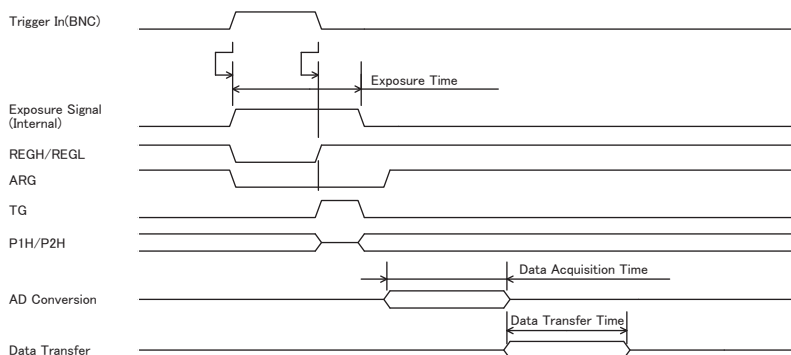 Trigger In(BNC)
Exposure Time
Exposure Signal
(Internal)
REGH/REGL
ARG
TG
P1H/P2H
Data Acquisition Time
AD Conversion
Data Transfer Time
Data Transfer